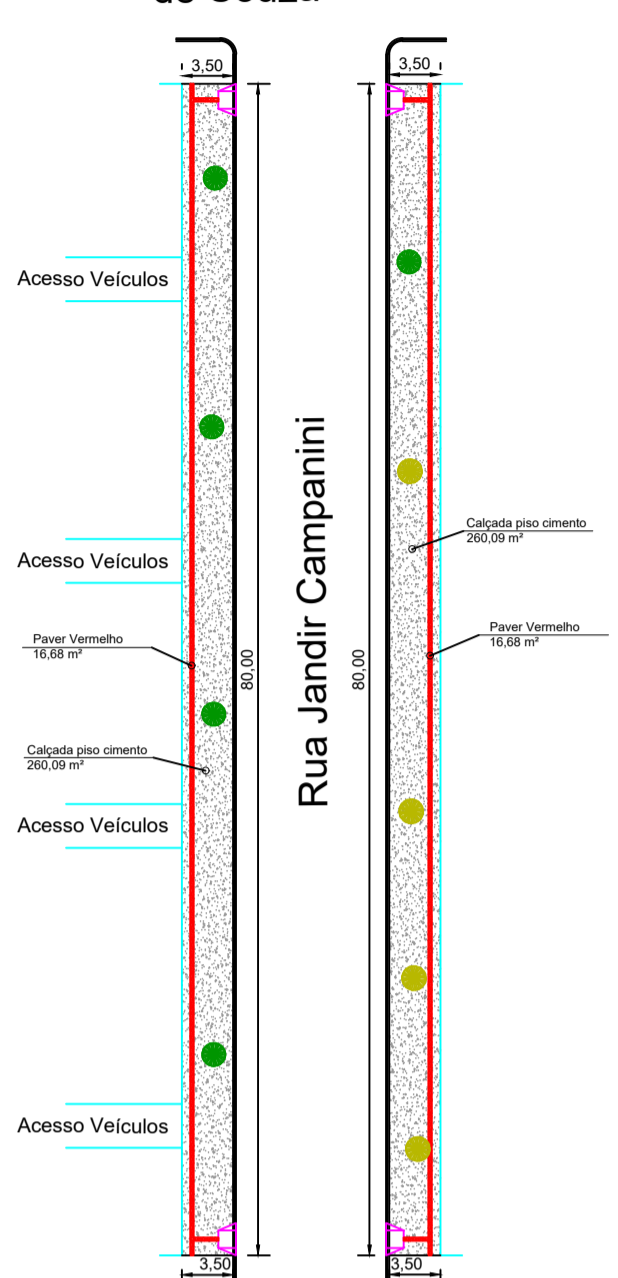 3,50
3,50
Acesso Veículos
Rua Jandir Campanini
Calçada piso cimento
260,09 m²
Acesso Veículos
Paver Vermelho
16,68 m²
Paver Vermelho
16,68 m²
80,00
80,00
Calçada piso cimento
260,09 m²
Acesso Veículos
Acesso Veículos
3,50
3,50